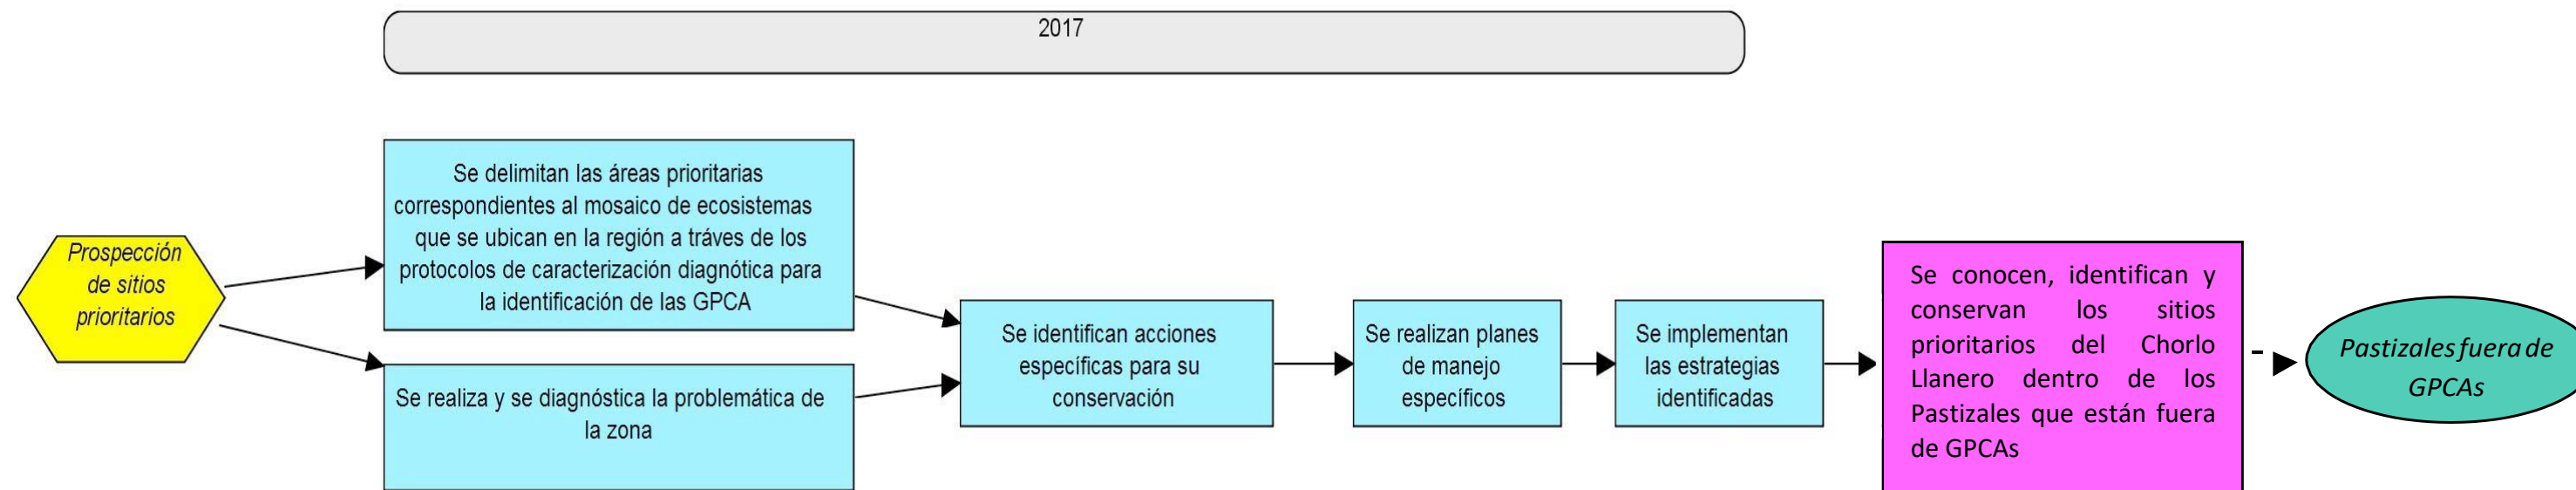 2017
Prospección
de sitios
prioritarios
Se delimitan las áreas prioritarias
correspondientes al mosaico de ecosistemas
que se ubican en la región a tráves de los
protocolos de caracterización diagnótica para
la identificación de las GPCA
Se realiza y se diagnóstica la problemática de
la zona
Se identifican acciones
específicas para su
conservación
Se realizan planes
de manejo
específicos
Se implementan
las estrategias
identificadas
Se conocen, identifican y
conservan los sitios
prioritarios del Chorlo
Llanero dentro de los
Pastizales que están fuera
de GPCAs
Pastizales fuera de
GPCAs